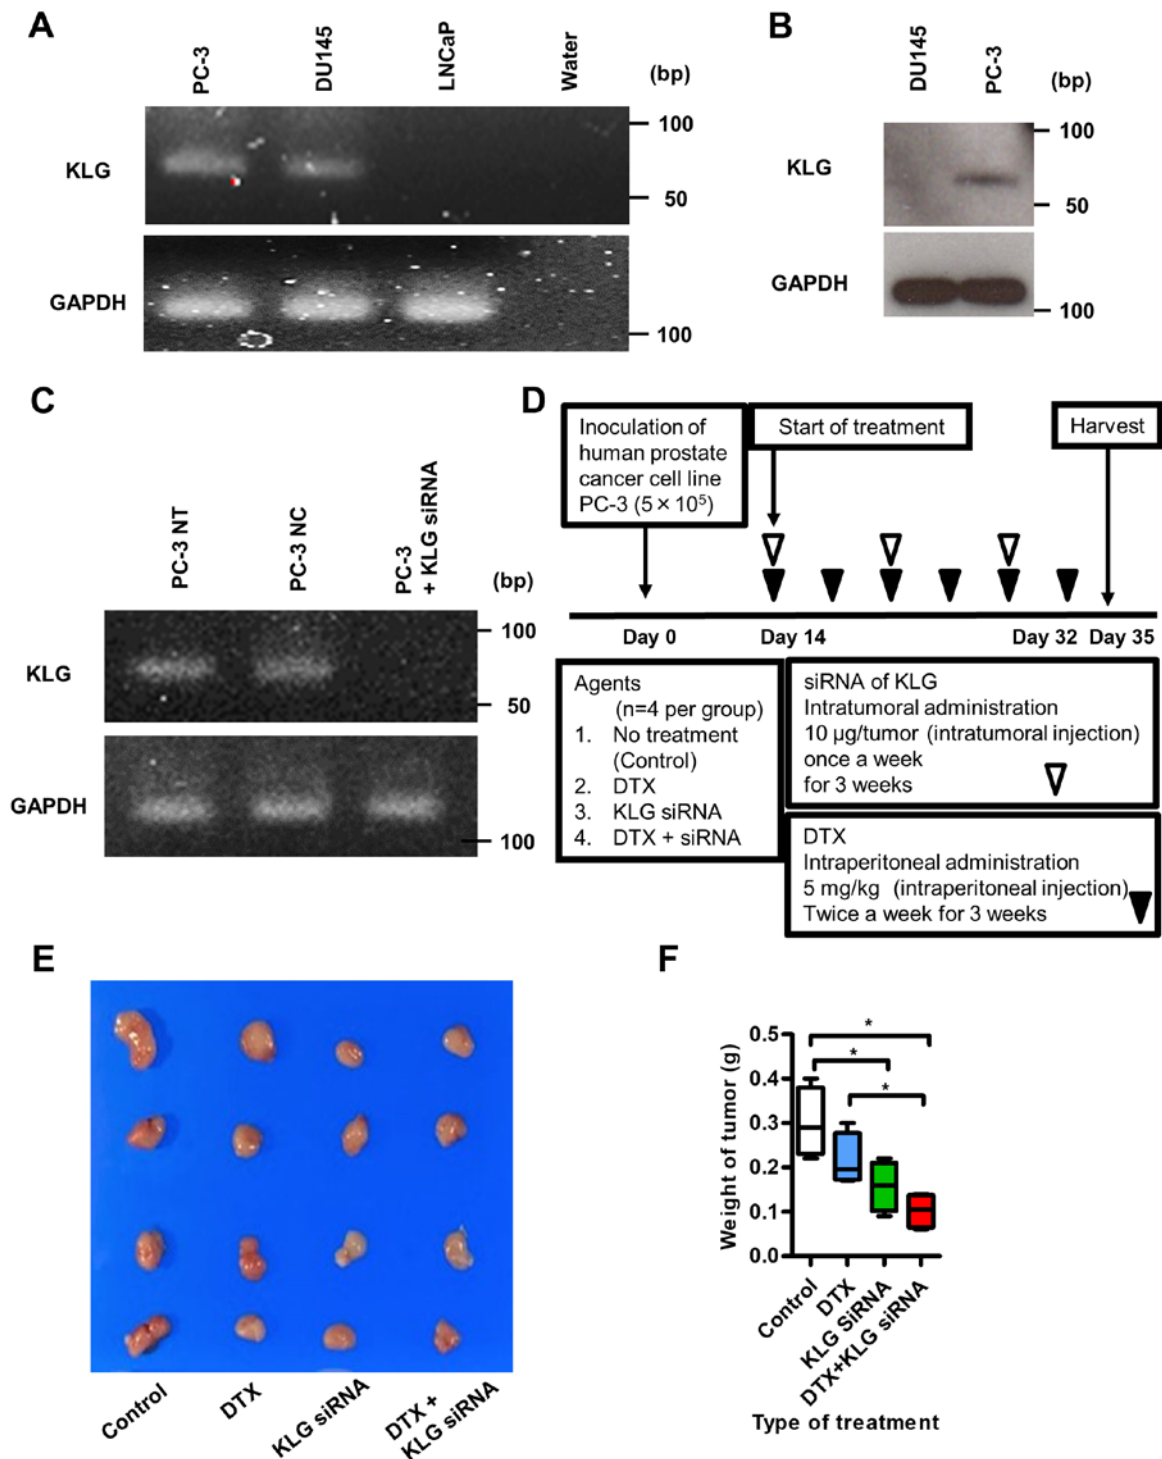 A
PC-3
DU145
LNCaP
Water
(bp)
KLG
100
50
GAPDH
100
B
DU145
PC-3
(bp)
KLG
100
50
GAPDH
100
C
PC-3 NT
PC-3 NC
PC-3
+ KLG siRNA
(bp)
KLG
100
50
GAPDH
100
D
Inoculation of
human prostate
cancer cell line
PC-3 (5 × 10⁵)
Start of treatment
Harvest
Day 0
Day 14
Day 32
Day 35
Agents
(n=4 per group)
1. No treatment
(Control)
2. DTX
3. KLG siRNA
4. DTX + siRNA
siRNA of KLG
Intratumoral administration
10 µg/tumor (intratumoral injection)
once a week
for 3 weeks
DTX
Intraperitoneal administration
5 mg/kg (intraperitoneal injection)
Twice a week for 3 weeks
E
Control
DTX
KLG siRNA
DTX +
KLG siRNA
F
Weight of tumor (g)
0.5
0.4
0.3
0.2
0.1
0.0
*
*
*
Control
DTX
KLG SiRNA
DTX+KLG siRNA
Type of treatment